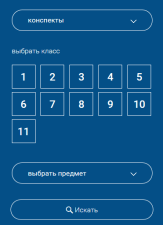 конспекты
выбрать класс
1 2 3 4 5
6 7 8 9 10
11
выбрать предмет
Искать